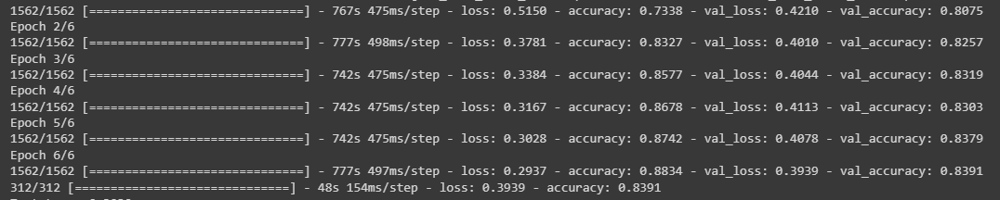 1562/1562 [==============================] - 767s 475ms/step - loss: 0.5150 - accuracy: 0.7338 - val_loss: 0.4210 - val_accuracy: 0.8075
Epoch 2/6
1562/1562 [==============================] - 777s 498ms/step - loss: 0.3781 - accuracy: 0.8327 - val_loss: 0.4010 - val_accuracy: 0.8257
Epoch 3/6
1562/1562 [==============================] - 742s 475ms/step - loss: 0.3384 - accuracy: 0.8577 - val_loss: 0.4044 - val_accuracy: 0.8319
Epoch 4/6
1562/1562 [==============================] - 742s 475ms/step - loss: 0.3167 - accuracy: 0.8678 - val_loss: 0.4113 - val_accuracy: 0.8303
Epoch 5/6
1562/1562 [==============================] - 742s 475ms/step - loss: 0.3028 - accuracy: 0.8742 - val_loss: 0.4078 - val_accuracy: 0.8379
Epoch 6/6
1562/1562 [==============================] - 777s 497ms/step - loss: 0.2937 - accuracy: 0.8834 - val_loss: 0.3939 - val_accuracy: 0.8391
312/312 [==============================] - 48s 154ms/step - loss: 0.3939 - accuracy: 0.8391